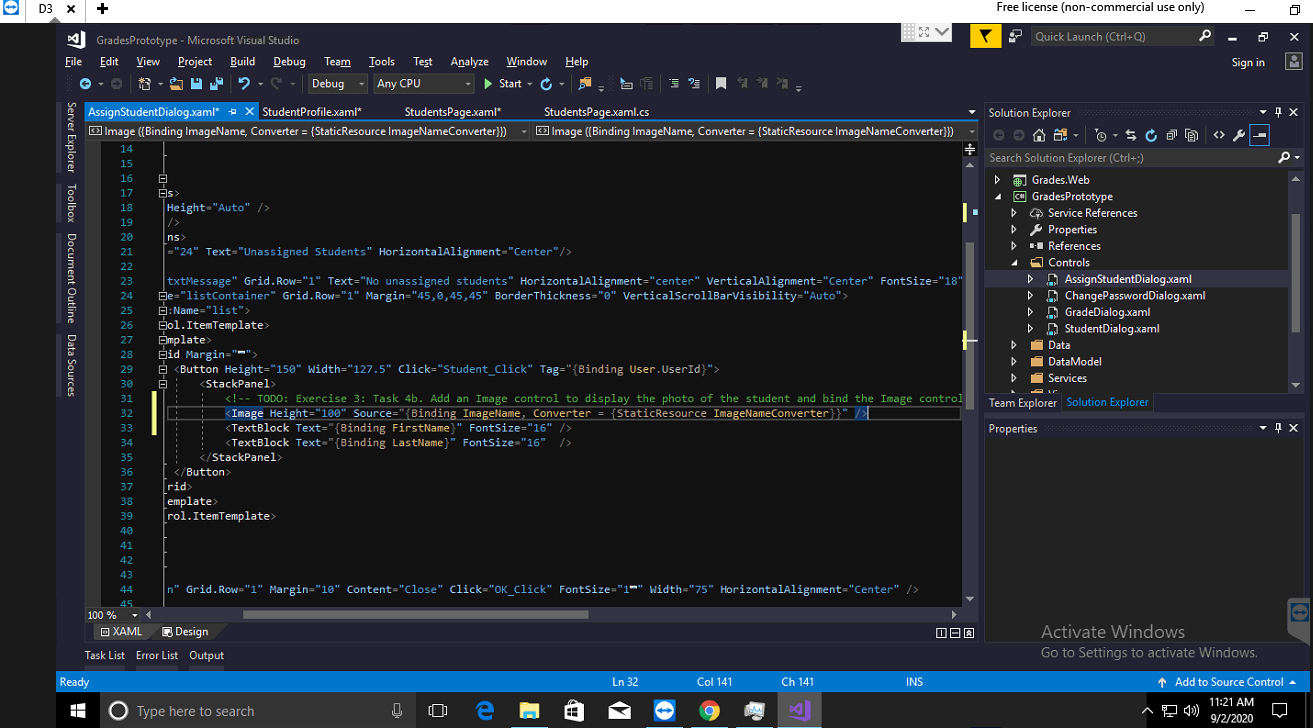 D3
Free license (non-commercial use only)
GradesPrototype - Microsoft Visual Studio
Quick Launch (Ctrl+Q)
File Edit View Project Build Debug Team Tools Test Analyze Window Help
Sign in
Debug Any CPU Start
Server Explorer
Toolbox
Document Outline
Data Sources
AssignStudentDialog.xaml* StudentProfile.xaml* StudentsPage.xaml* StudentsPage.xaml.cs
Image ({Binding ImageName, Converter = {StaticResource ImageNameConverter}}) Image ({Binding ImageName, Converter = {StaticResource ImageNameConverter}})
14
15
16
17 s>
18 Height="Auto" />
19 />
20 ns>
21 ="24" Text="Unassigned Students" HorizontalAlignment="Center"/>
22
23 txtMessage" Grid.Row="1" Text="No unassigned students" HorizontalAlignment="center" VerticalAlignment="Center" FontSize="18"
24 e="listContainer" Grid.Row="1" Margin="45,0,45,45" BorderThickness="0" VerticalScrollBarVisibility="Auto">
25 :Name="list">
26 ol.ItemTemplate>
27 mplate>
28 id Margin="">
29 <Button Height="150" Width="127.5" Click="Student_Click" Tag="{Binding User.UserId}">
30 <StackPanel>
31 <!-- TODO: Exercise 3: Task 4b. Add an Image control to display the photo of the student and bind the Image control
32 <Image Height="100" Source="{Binding ImageName, Converter = {StaticResource ImageNameConverter}}" />
33 <TextBlock Text="{Binding FirstName}" FontSize="16" />
34 <TextBlock Text="{Binding LastName}" FontSize="16" />
35 </StackPanel>
36 </Button>
37 rid>
38 emplate>
39 rol.ItemTemplate>
40
41
42
43
44 n" Grid.Row="1" Margin="10" Content="Close" Click="OK_Click" FontSize="1" Width="75" HorizontalAlignment="Center" />
45
100 %
XAML Design
Task List Error List Output
Solution Explorer
Search Solution Explorer (Ctrl+;)
Grades.Web
GradesPrototype
Service References
Properties
References
Controls
AssignStudentDialog.xaml
ChangePasswordDialog.xaml
GradeDialog.xaml
StudentDialog.xaml
Data
DataModel
Services
Team Explorer Solution Explorer
Properties
Activate Windows
Go to Settings to activate Windows.
Ready Ln 32 Col 141 Ch 141 INS Add to Source Control
Type here to search
11:21 AM
9/2/2020